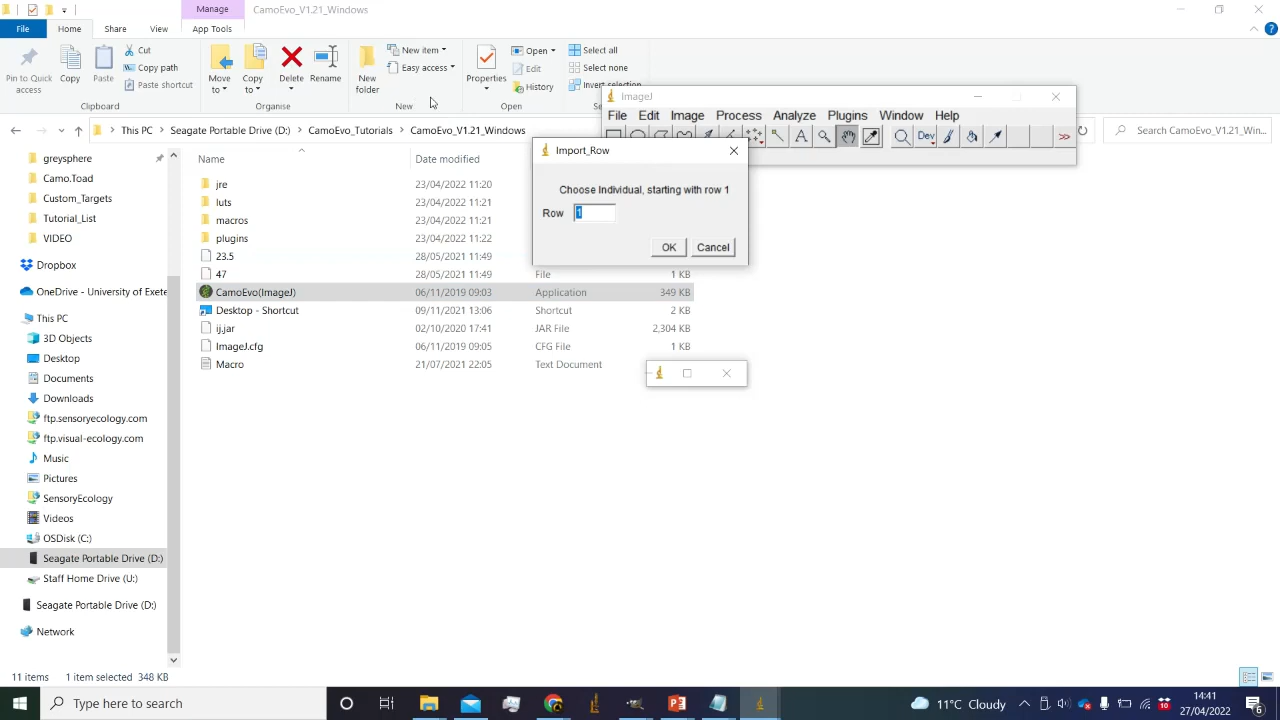 Manage
CamoEvo_V1.21_Windows
File
Home
Share
View
App Tools
Pin to Quick access
Copy
Paste
Cut
Copy path
Paste shortcut
Clipboard
Move to
Copy to
Delete
Rename
Organise
New folder
New item
Easy access
New
Properties
Open
Edit
History
Open
Select all
Select none
Invert selection
ImageJ
File Edit Image Process Analyze Plugins Window Help
Dev
>>
This PC > Seagate Portable Drive (D:) > CamoEvo_Tutorials > CamoEvo_V1.21_Windows
Search CamoEvo_V1.21_Win...
Import_Row
Choose Individual, starting with row 1
Row 1
OK Cancel
greysphere
Camo.Toad
Custom_Targets
Tutorial_List
VIDEO
Dropbox
OneDrive - University of Exete
This PC
3D Objects
Desktop
Documents
Downloads
ftp.sensoryecology.com
ftp.visual-ecology.com
Music
Pictures
SensoryEcology
Videos
OSDisk (C:)
Seagate Portable Drive (D:)
Staff Home Drive (U:)
Seagate Portable Drive (D:)
Network
Name Date modified
jre 23/04/2022 11:20
luts 23/04/2022 11:21
macros 23/04/2022 11:21
plugins 23/04/2022 11:22
23.5 28/05/2021 11:49
47 28/05/2021 11:49 File 1 KB
CamoEvo(ImageJ) 06/11/2019 09:03 Application 349 KB
Desktop - Shortcut 09/11/2021 13:06 Shortcut 2 KB
ij.jar 02/10/2020 17:41 JAR File 2,304 KB
ImageJ.cfg 06/11/2019 09:05 CFG File 1 KB
Macro 21/07/2021 22:05 Text Document
11 items 1 item selected 348 KB
Type here to search
11°C Cloudy
10
14:41
27/04/2022
6